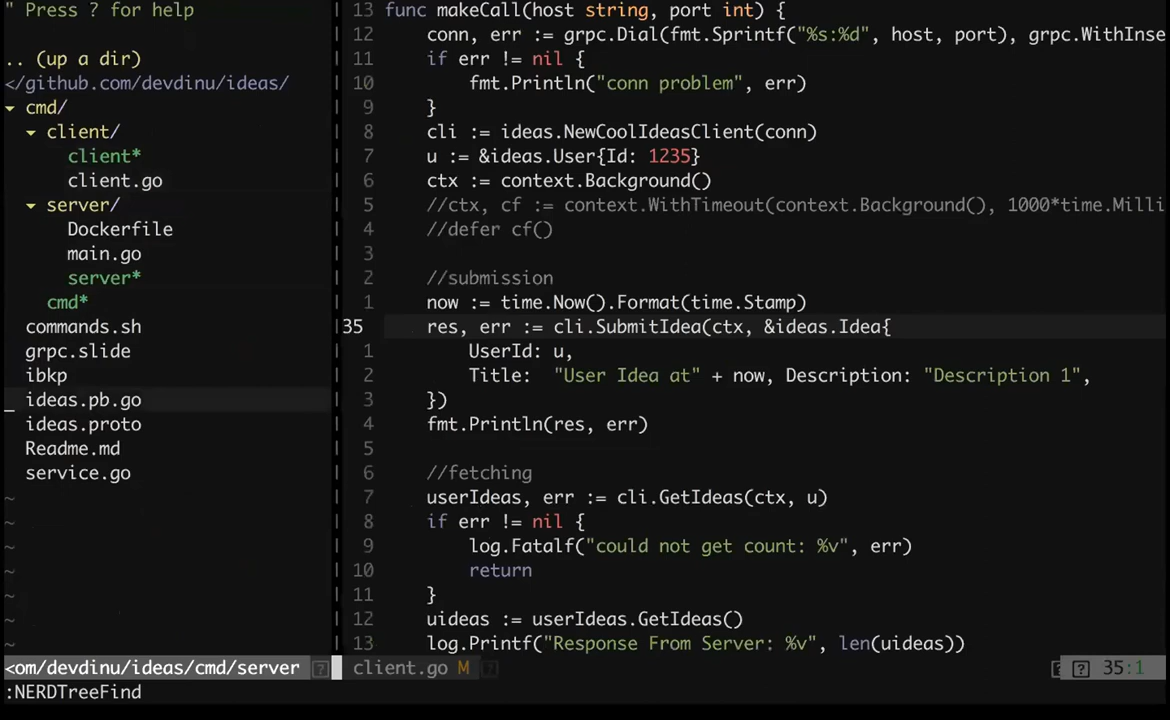 " Press ? for help
.. (up a dir)
</github.com/devdinu/ideas/
▾ cmd/
▾ client/
client*
client.go
▾ server/
Dockerfile
main.go
server*
cmd*
commands.sh
grpc.slide
ibkp
ideas.pb.go
ideas.proto
Readme.md
service.go
~
~
~
~
~
~
~
<om/devdinu/ideas/cmd/server
13 func makeCall(host string, port int) {
12 conn, err := grpc.Dial(fmt.Sprintf("%s:%d", host, port), grpc.WithInse
11 if err != nil {
10 fmt.Println("conn problem", err)
9 }
8 cli := ideas.NewCoolIdeasClient(conn)
7 u := &ideas.User{Id: 1235}
6 ctx := context.Background()
5 //ctx, cf := context.WithTimeout(context.Background(), 1000*time.Milli
4 //defer cf()
3
2 //submission
1 now := time.Now().Format(time.Stamp)
35 res, err := cli.SubmitIdea(ctx, &ideas.Idea{
1 UserId: u,
2 Title: "User Idea at" + now, Description: "Description 1",
3 })
4 fmt.Println(res, err)
5
6 //fetching
7 userIdeas, err := cli.GetIdeas(ctx, u)
8 if err != nil {
9 log.Fatalf("could not get count: %v", err)
10 return
11 }
12 uideas := userIdeas.GetIdeas()
13 log.Printf("Response From Server: %v", len(uideas))
client.go M 35:1
:NERDTreeFind